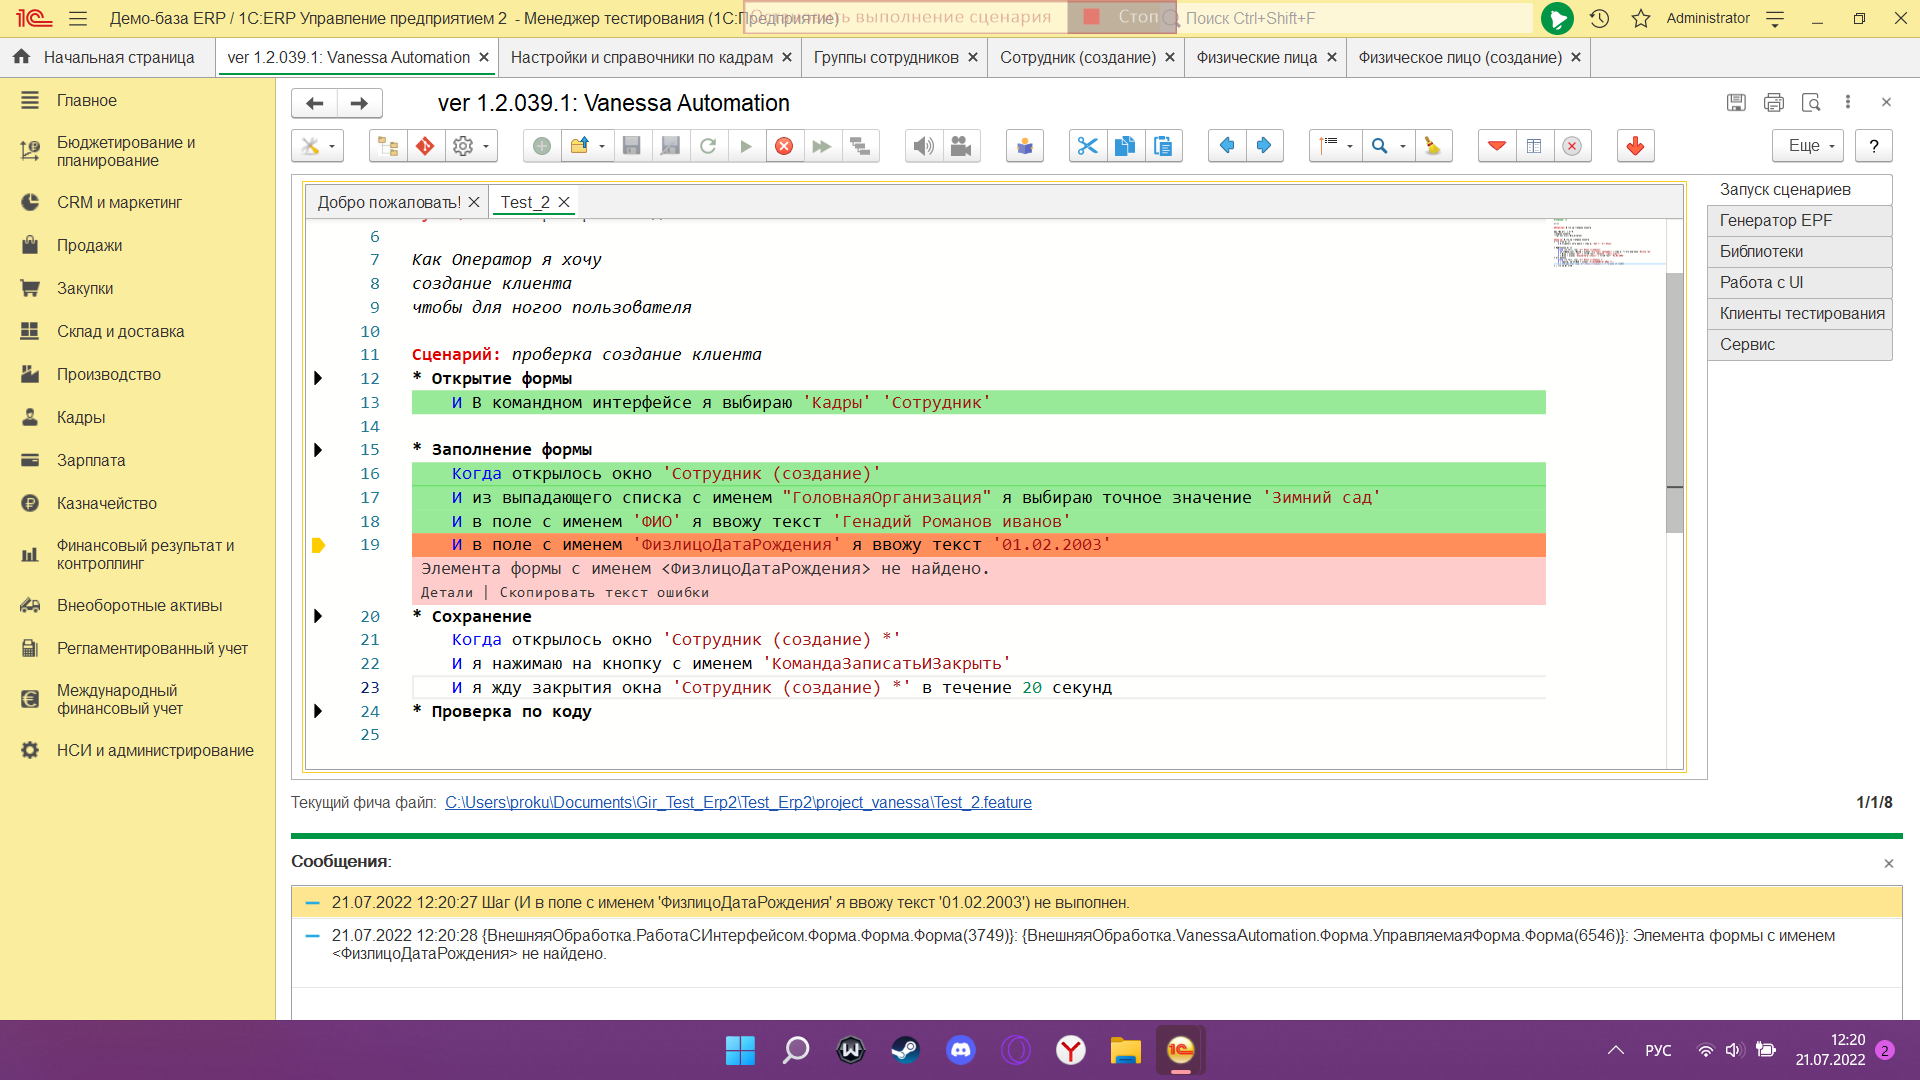 Демо-база ERP / 1С:ERP Управление предприятием 2 - Менеджер тестирования (1С:Предприятие)
выполнение сценария
Стоп
Поиск Ctrl+Shift+F
Administrator
Начальная страница
ver 1.2.039.1: Vanessa Automation
Настройки и справочники по кадрам
Группы сотрудников
Сотрудник (создание)
Физические лица
Физическое лицо (создание)
Главное
Бюджетирование и
планирование
CRM и маркетинг
Продажи
Закупки
Склад и доставка
Производство
Кадры
Зарплата
Казначейство
Финансовый результат и
контроллинг
Внеоборотные активы
Регламентированный учет
Международный
финансовый учет
НСИ и администрирование
ver 1.2.039.1: Vanessa Automation
Еще
?
Добро пожаловать!
Test_2
6
7 Как Оператор я хочу
8 создание клиента
9 чтобы для ногоо пользователя
10
11 Сценарий: проверка создание клиента
12 * Открытие формы
13 И В командном интерфейсе я выбираю 'Кадры' 'Сотрудник'
14
15 * Заполнение формы
16 Когда открылось окно 'Сотрудник (создание)'
17 И из выпадающего списка с именем "ГоловнаяОрганизация" я выбираю точное значение 'Зимний сад'
18 И в поле с именем 'ФИО' я ввожу текст 'Генадий Романов иванов'
19 И в поле с именем 'ФизлицоДатаРождения' я ввожу текст '01.02.2003'
Элемента формы с именем <ФизлицоДатаРождения> не найдено.
Детали | Скопировать текст ошибки
20 * Сохранение
21 Когда открылось окно 'Сотрудник (создание) *'
22 И я нажимаю на кнопку с именем 'КомандаЗаписатьИЗакрыть'
23 И я жду закрытия окна 'Сотрудник (создание) *' в течение 20 секунд
24 * Проверка по коду
25
Запуск сценариев
Генератор EPF
Библиотеки
Работа с UI
Клиенты тестирования
Сервис
Текущий фича файл: C:\Users\proku\Documents\Gir_Test_Erp2\Test_Erp2\project_vanessa\Test_2.feature
1/1/8
Сообщения:
21.07.2022 12:20:27 Шаг (И в поле с именем 'ФизлицоДатаРождения' я ввожу текст '01.02.2003') не выполнен.
21.07.2022 12:20:28 {ВнешняяОбработка.РаботаСИнтерфейсом.Форма.Форма.Форма(3749)}: {ВнешняяОбработка.VanessaAutomation.Форма.УправляемаяФорма.Форма(6546)}: Элемента формы с именем
<ФизлицоДатаРождения> не найдено.
РУС
12:20
21.07.2022
2